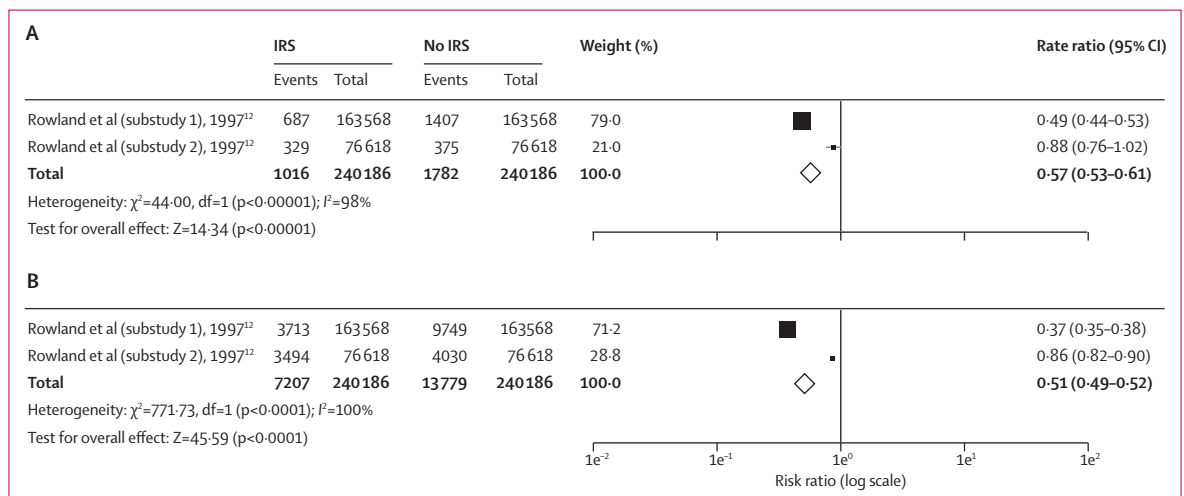 A
IRS No IRS Weight (%) Rate ratio (95% CI)
Events Total Events Total
Rowland et al (substudy 1), 1997¹² 687 163568 1407 163568 79·0 0·49 (0·44–0·53)
Rowland et al (substudy 2), 1997¹² 329 76618 375 76618 21·0 0·88 (0·76–1·02)
Total 1016 240186 1782 240186 100·0 0·57 (0·53–0·61)
Heterogeneity: χ²=44·00, df=1 (p<0·00001); I²=98%
Test for overall effect: Z=14·34 (p<0·00001)
B
Rowland et al (substudy 1), 1997¹² 3713 163568 9749 163568 71·2 0·37 (0·35–0·38)
Rowland et al (substudy 2), 1997¹² 3494 76618 4030 76618 28·8 0·86 (0·82–0·90)
Total 7207 240186 13779 240186 100·0 0·51 (0·49–0·52)
Heterogeneity: χ²=771·73, df=1 (p<0·0001); I²=100%
Test for overall effect: Z=45·59 (p<0·0001)
1e⁻² 1e⁻¹ 1e⁰ 1e¹ 1e²
Risk ratio (log scale)